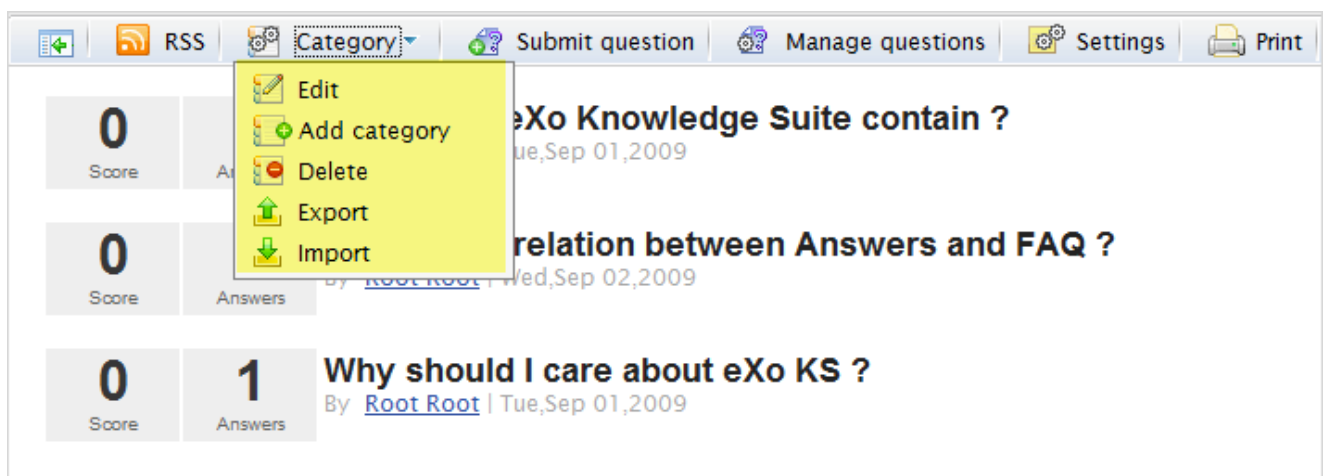 RSS Category Submit question Manage questions Settings Print
Edit
Add category
Delete
Export
Import
0
Score
eXo Knowledge Suite contain ?
Sep 01,2009
0
Score
Answers
relation between Answers and FAQ ?
By Root Root | Wed,Sep 02,2009
0
Score
1
Answers
Why should I care about eXo KS ?
By Root Root | Tue,Sep 01,2009